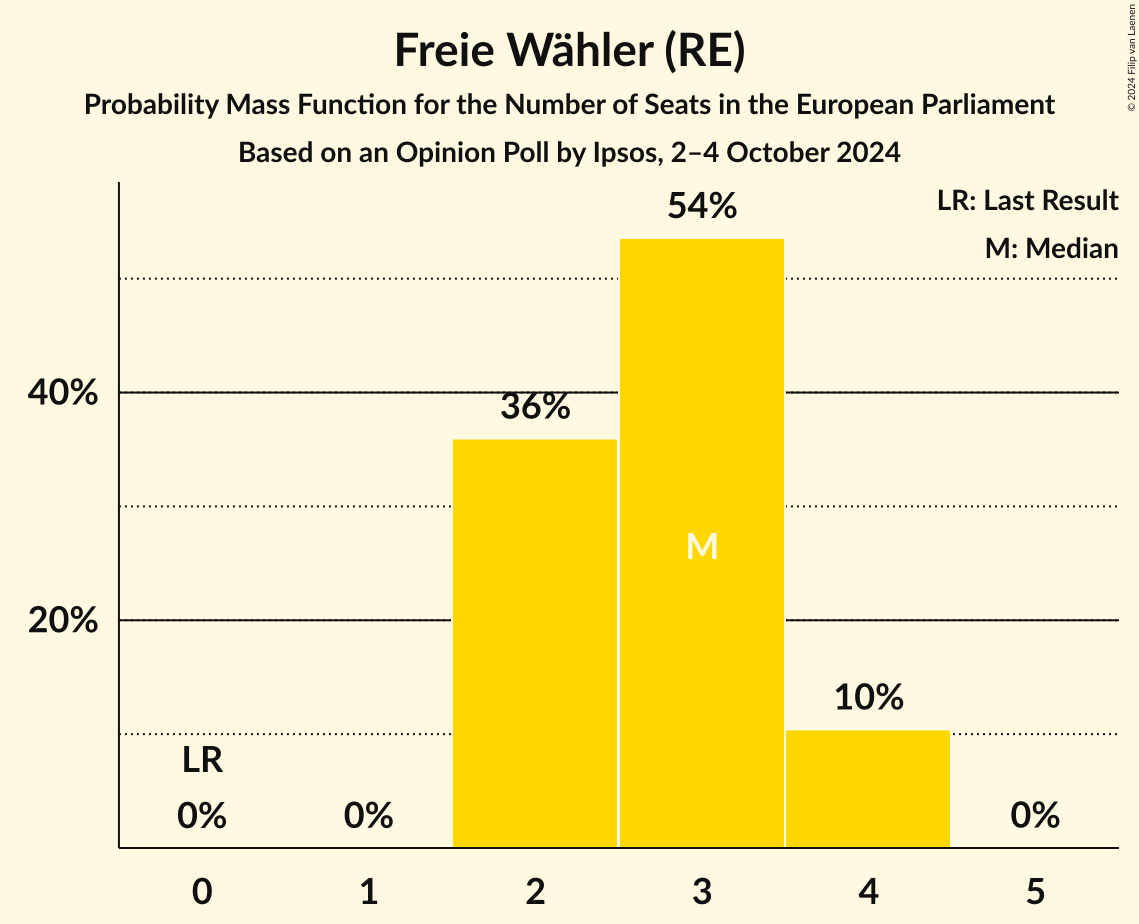 Freie Wähler (RE)
Probability Mass Function for the Number of Seats in the European Parliament
Based on an Opinion Poll by Ipsos, 2–4 October 2024
© 2024 Filip van Laenen
LR: Last Result
M: Median
54%
40%
36%
M
20%
10%
LR
0%
0%
0%
0
1
2
3
4
5